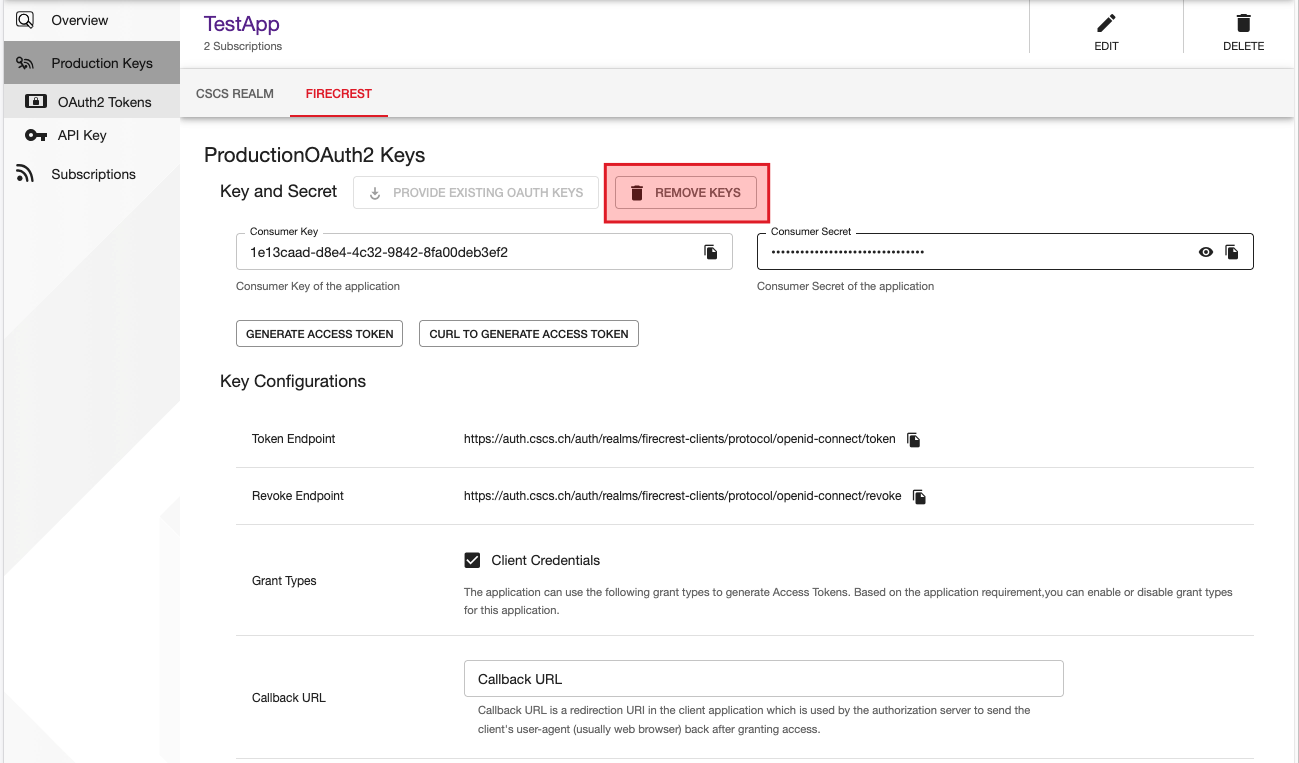 Overview
Production Keys
OAuth2 Tokens
API Key
Subscriptions
TestApp
2 Subscriptions
EDIT
DELETE
CSCS REALM
FIRECREST
ProductionOAuth2 Keys
Key and Secret
PROVIDE EXISTING OAUTH KEYS
REMOVE KEYS
Consumer Key
1e13caad-d8e4-4c32-9842-8fa00deb3ef2
Consumer Key of the application
Consumer Secret
••••••••••••••••••••••••••••••••
Consumer Secret of the application
GENERATE ACCESS TOKEN
CURL TO GENERATE ACCESS TOKEN
Key Configurations
Token Endpoint
https://auth.cscs.ch/auth/realms/firecrest-clients/protocol/openid-connect/token
Revoke Endpoint
https://auth.cscs.ch/auth/realms/firecrest-clients/protocol/openid-connect/revoke
Grant Types
Client Credentials
The application can use the following grant types to generate Access Tokens. Based on the application requirement,you can enable or disable grant types
for this application.
Callback URL
Callback URL
Callback URL is a redirection URI in the client application which is used by the authorization server to send the
client's user-agent (usually web browser) back after granting access.